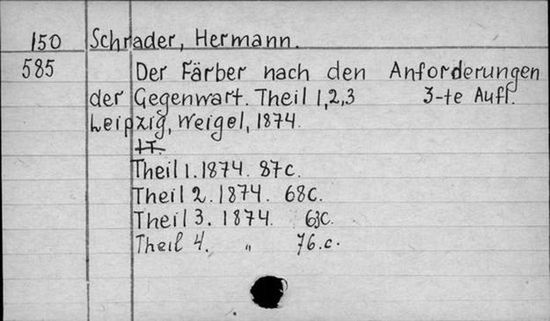 150 Schrader, Hermann.
585 Der Färber nach den Anforderungen
der Gegenwart. Theil 1,2,3 3-te Aufl.
Leipzig, Weigel, 1874.
Theil 1. 1874. 87c.
Theil 2. 1874. 68c.
Theil 3. 1874. 63c.
Theil 4. " 76.c.